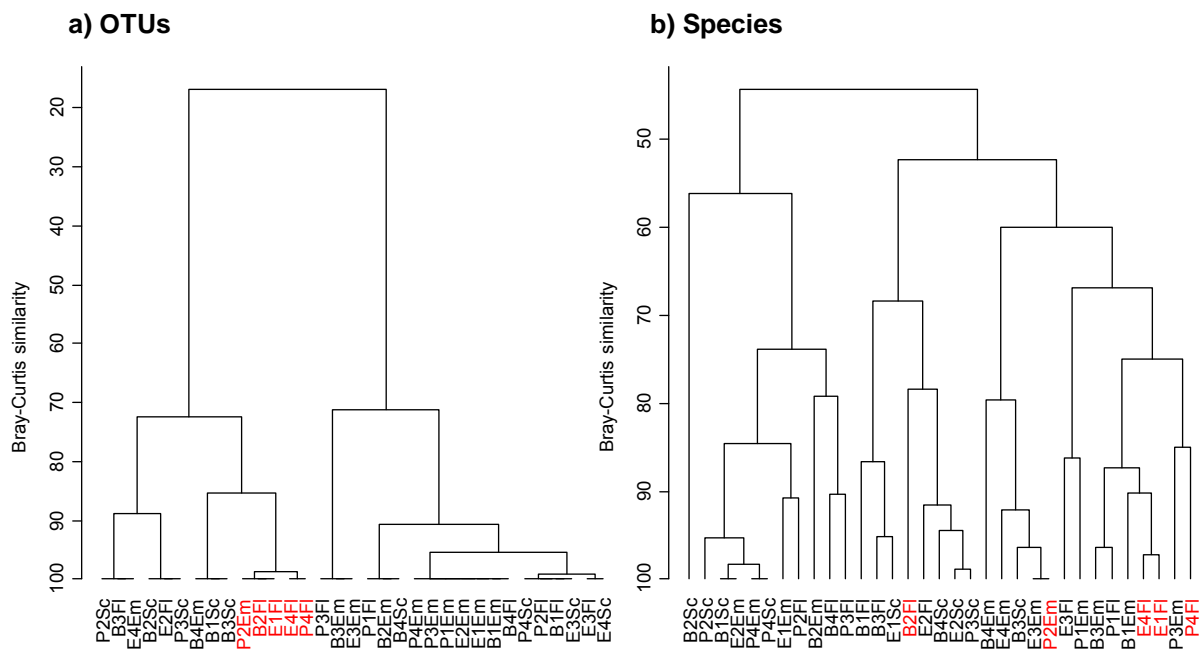 a) OTUs
Bray-Curtis similarity
20
30
40
50
60
70
80
90
100
P2Sc
B3Fl
E4Em
B2Sc
E2Fl
P3Sc
B4Em
B1Sc
B3Sc
P2Em
B2Fl
E1Fl
E4Fl
P4Fl
P3Fl
B3Em
E3Em
P1Fl
B2Em
B4Sc
P4Em
P3Em
P1Em
E2Em
E1Em
B1Em
B4Fl
P4Sc
P2Fl
B1Fl
E3Sc
E3Fl
E4Sc
b) Species
Bray-Curtis similarity
50
60
70
80
90
100
B2Sc
P2Sc
B1Sc
E2Em
P4Em
P4Sc
E1Em
P2Fl
B2Em
B4Fl
P3Fl
B1Fl
B3Fl
E1Sc
B2Fl
E2Fl
B4Sc
E2Sc
P3Sc
B4Em
E4Em
B3Sc
E3Em
P2Em
E3Fl
P1Em
B3Em
P1Fl
B1Em
E4Fl
E1Fl
P3Em
P4Fl